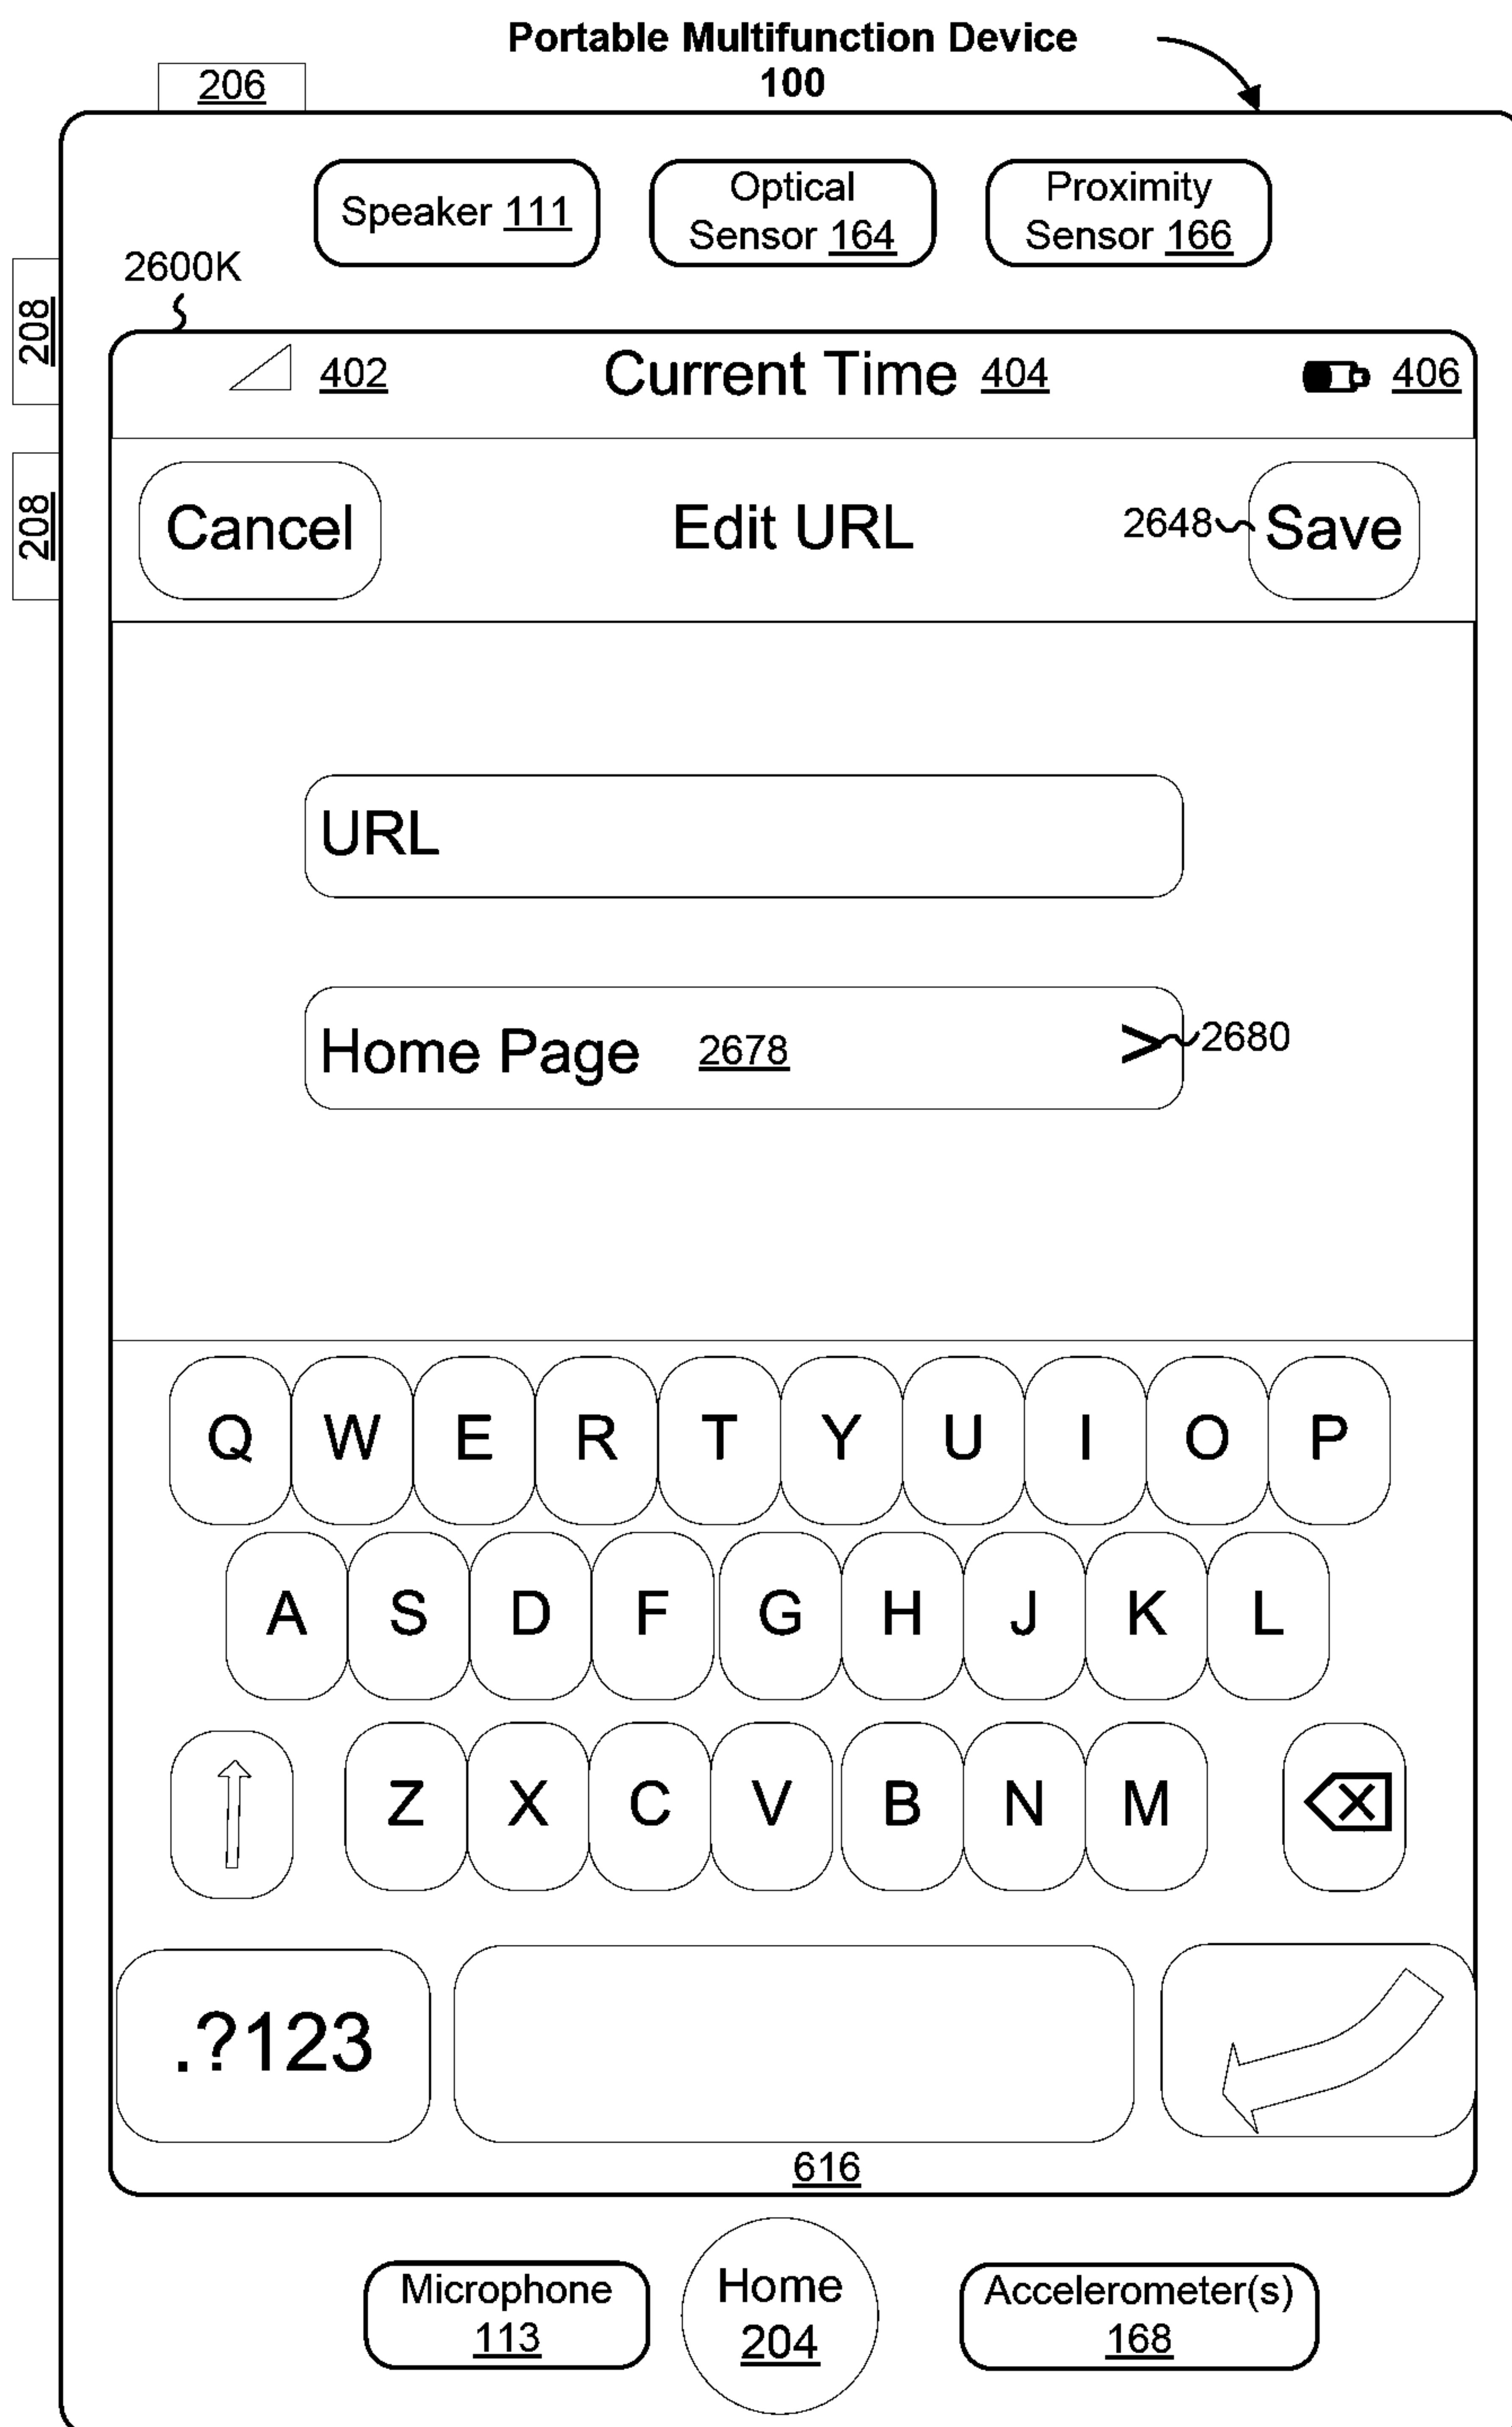 Portable Multifunction Device
100
206
Speaker 111
Optical
Sensor 164
Proximity
Sensor 166
2600K
208
402
Current Time 404
406
208
Cancel
Edit URL
2648
Save
URL
Home Page 2678
>
2680
Q W E R T Y U I O P
A S D F G H J K L
Z X C V B N M
.?123
616
Microphone
113
Home
204
Accelerometer(s)
168